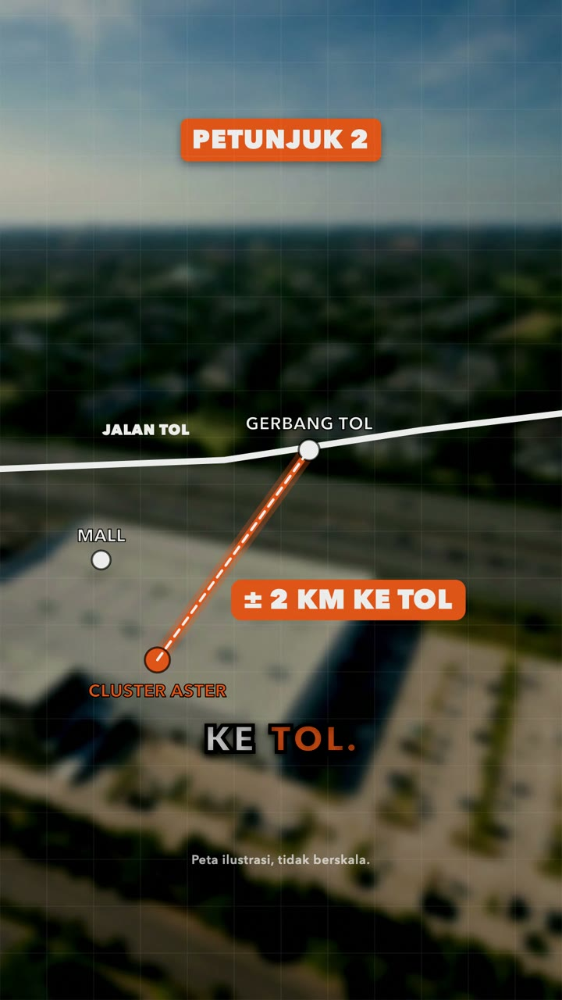 PETUNJUK 2
JALAN TOL
GERBANG TOL
MALL
± 2 KM KE TOL
CLUSTER ASTER
KE TOL.
Peta ilustrasi, tidak berskala.